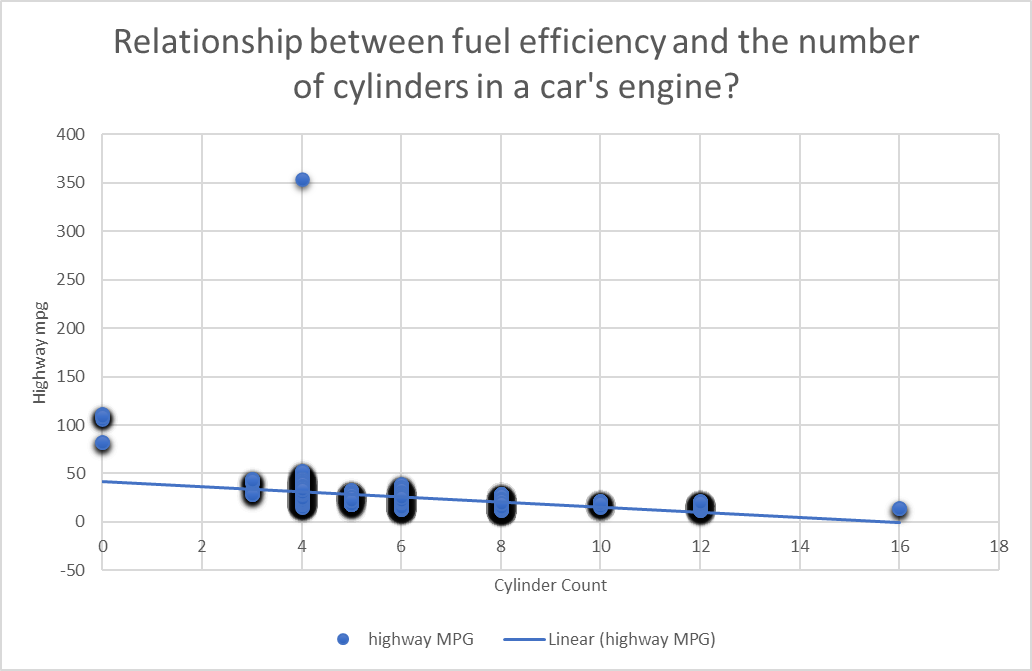 Relationship between fuel efficiency and the number
of cylinders in a car's engine?
400
350
300
250
200
150
100
50
0
-50
Highway mpg
0 2 4 6 8 10 12 14 16 18
Cylinder Count
highway MPG Linear (highway MPG)